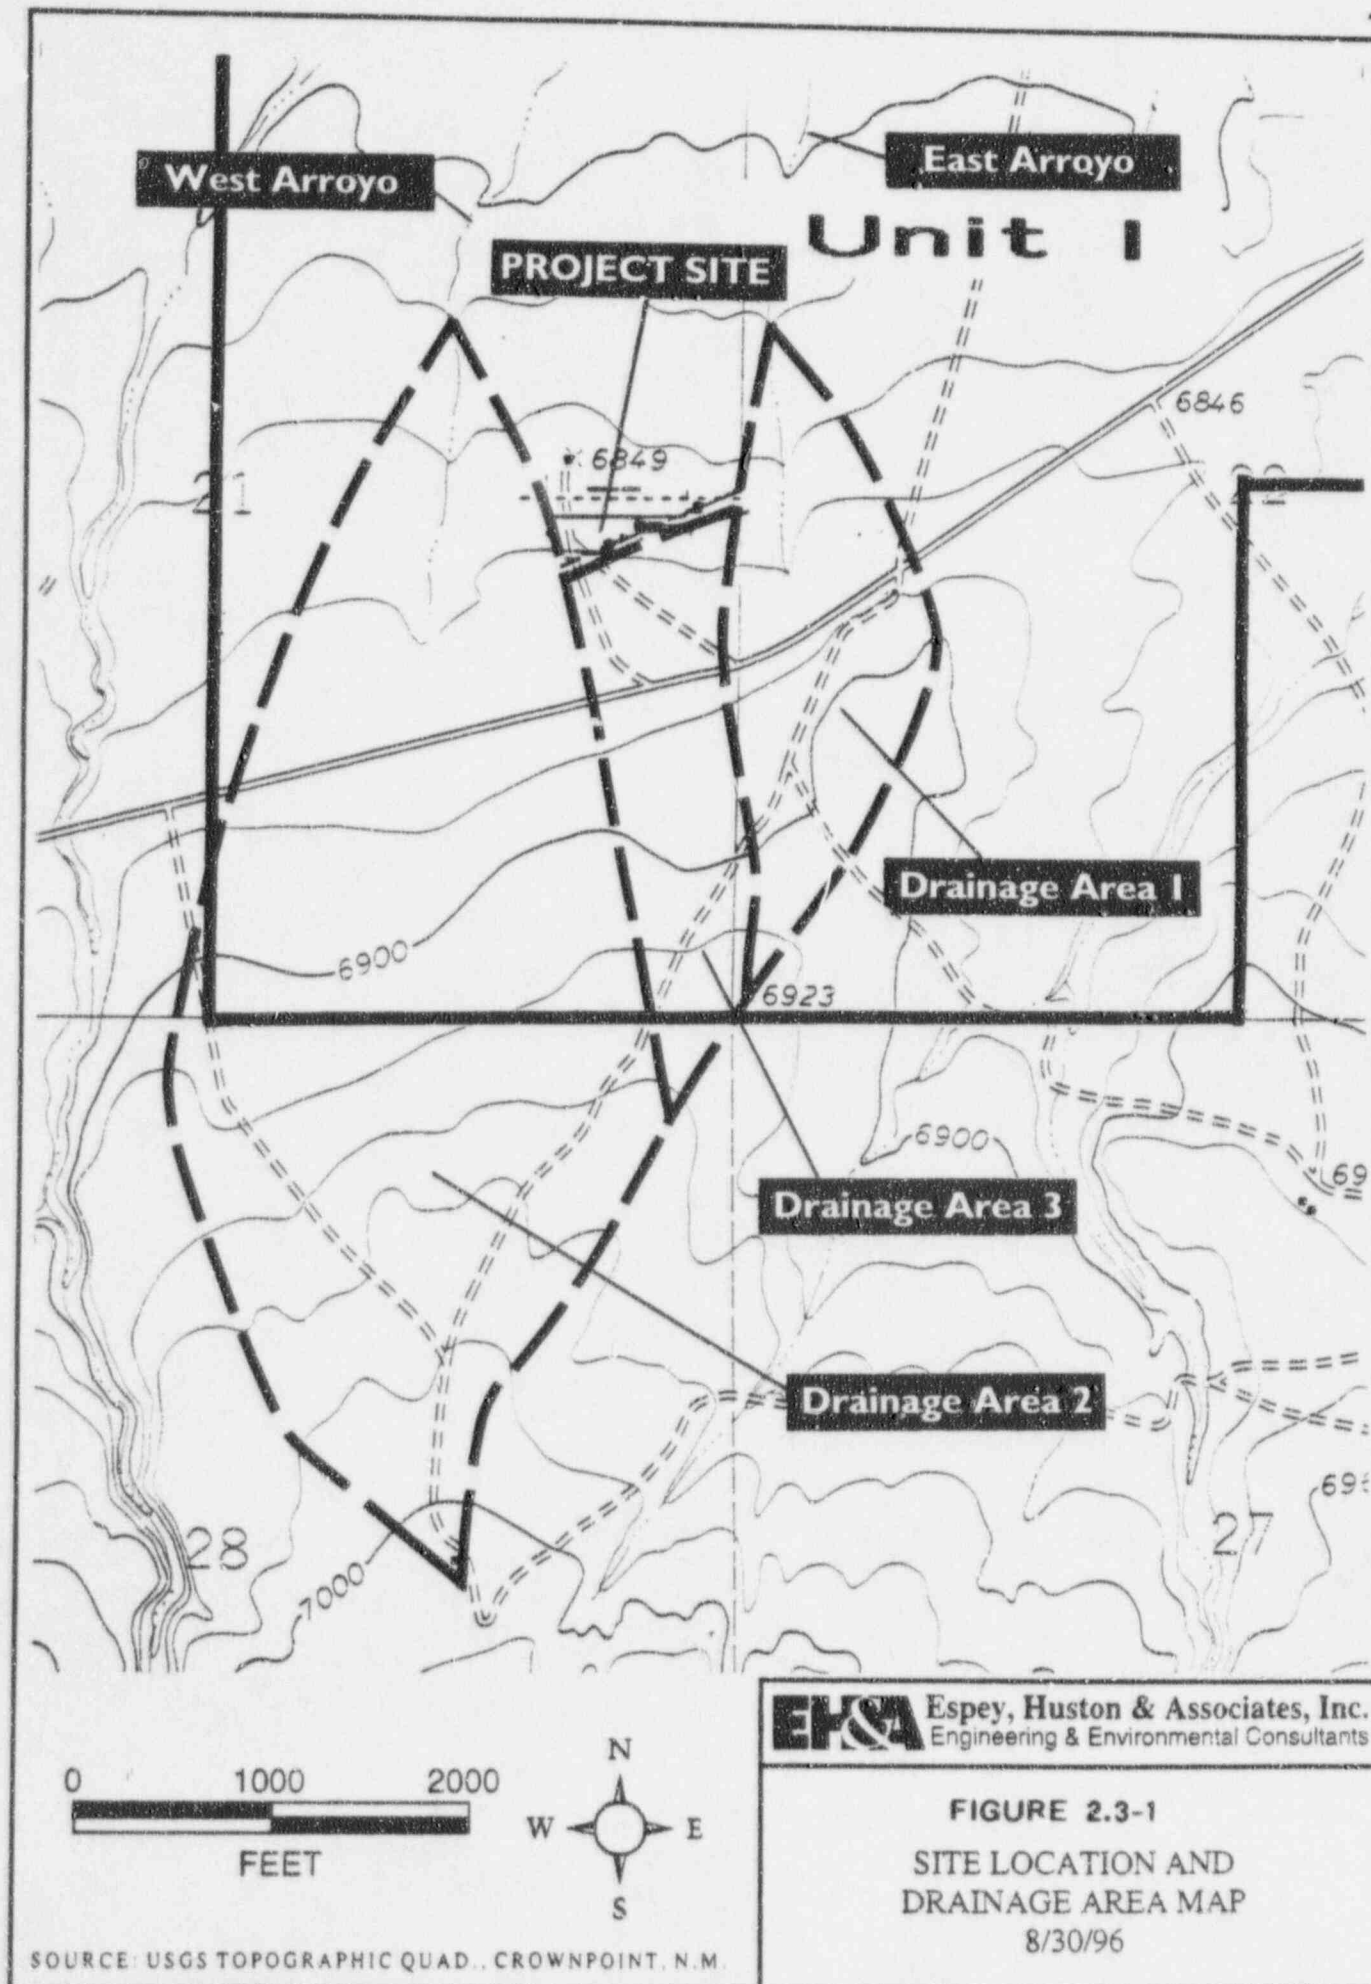 West Arroyo
East Arroyo
Unit 1
PROJECT SITE
6846
6849
21
22
Drainage Area 1
6900
6923
6900
Drainage Area 3
Drainage Area 2
28
27
7000
EH&A Espey, Huston & Associates, Inc.
Engineering & Environmental Consultants
0 1000 2000
FEET
N
W E
S
FIGURE 2.3-1
SITE LOCATION AND
DRAINAGE AREA MAP
8/30/96
SOURCE: USGS TOPOGRAPHIC QUAD., CROWNPOINT, N.M.